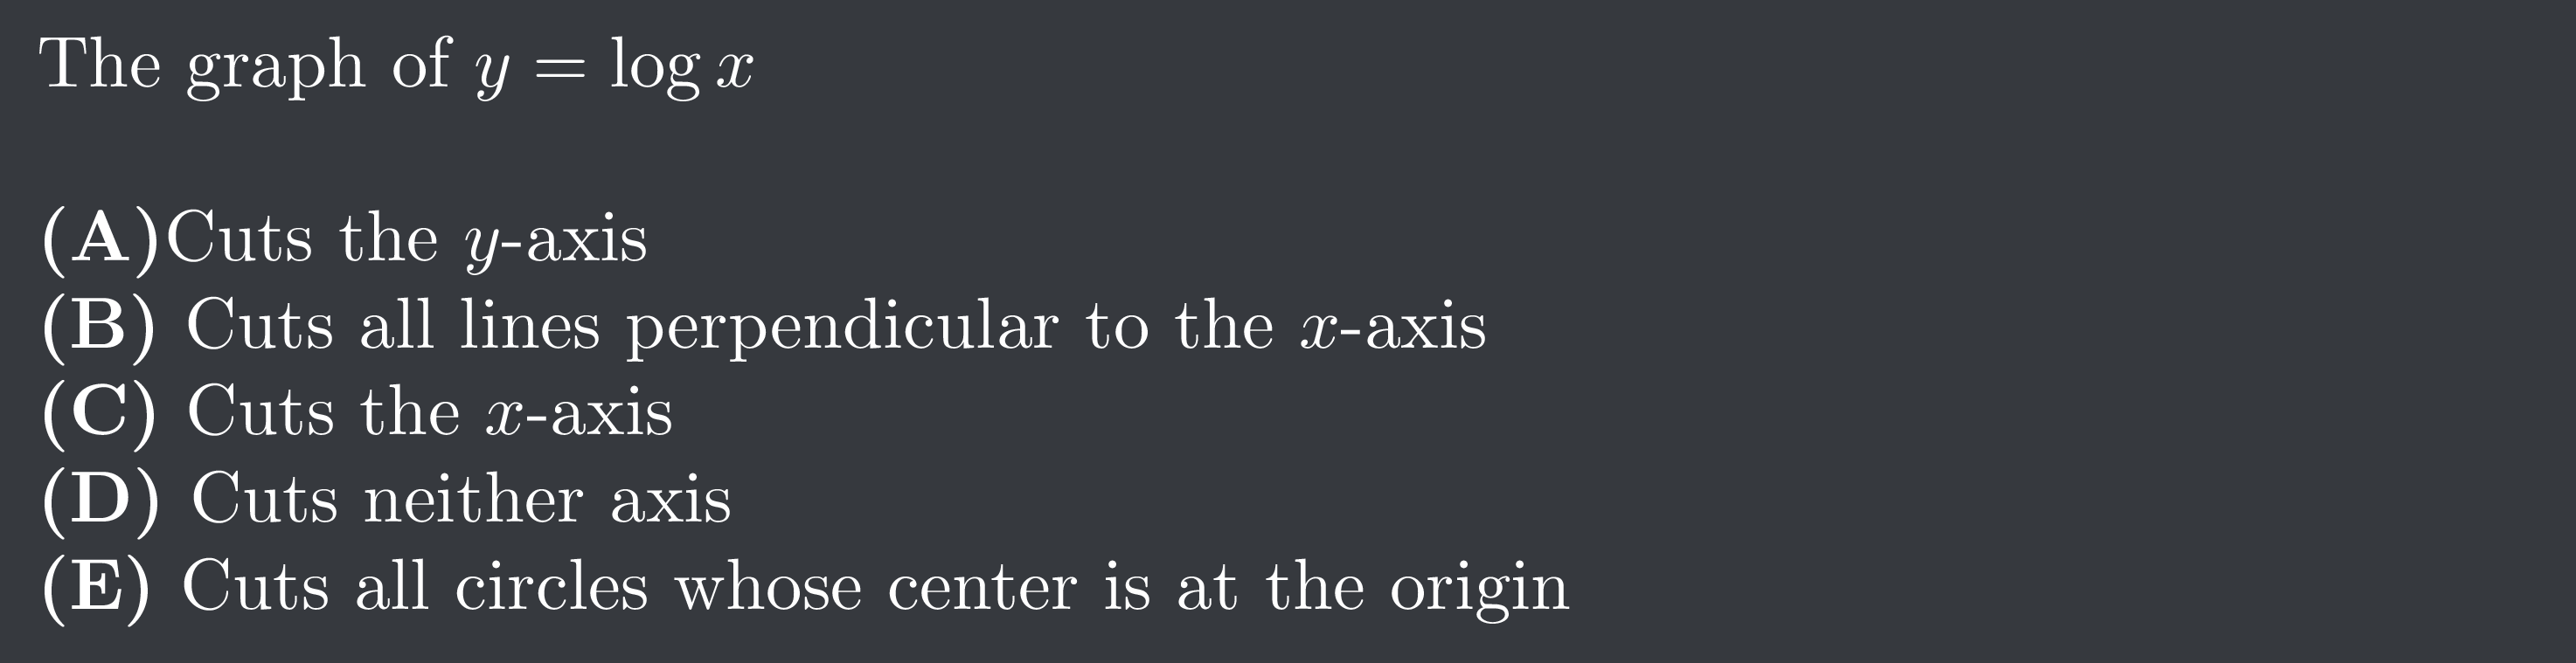 The graph of y = log x
(A)Cuts the y-axis
(B) Cuts all lines perpendicular to the x-axis
(C) Cuts the x-axis
(D) Cuts neither axis
(E) Cuts all circles whose center is at the origin